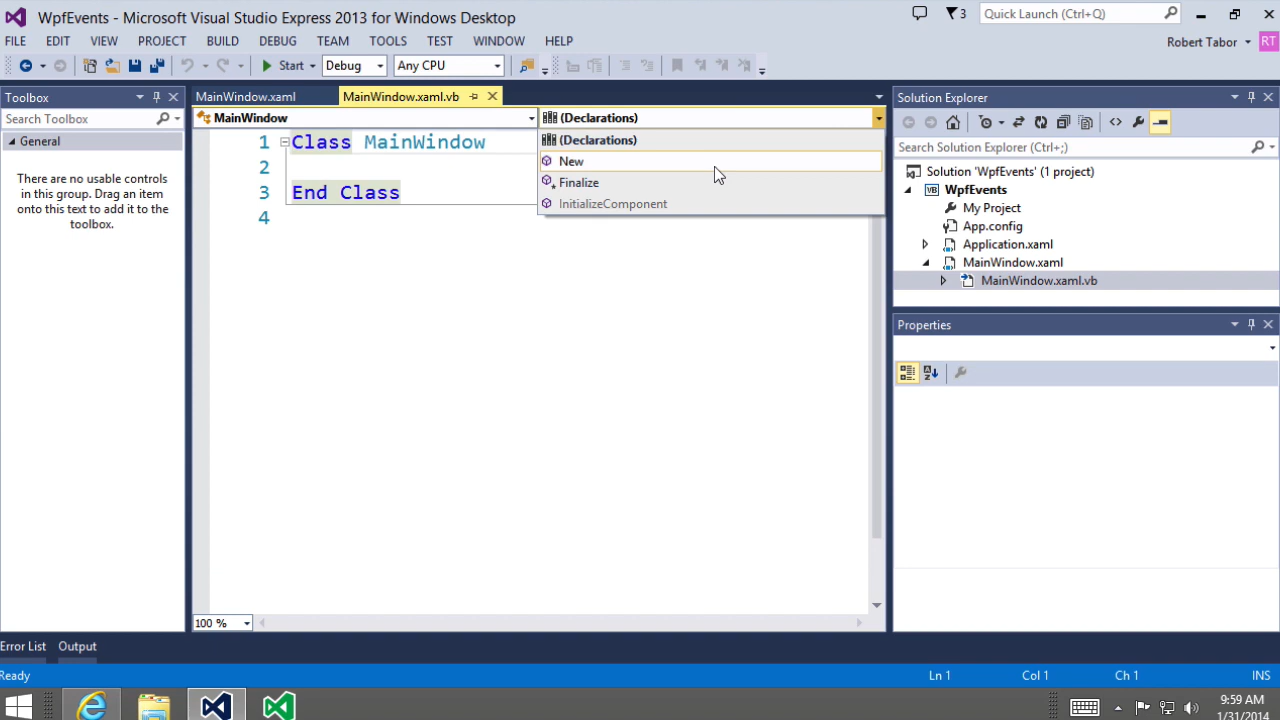 WpfEvents - Microsoft Visual Studio Express 2013 for Windows Desktop
3
Quick Launch (Ctrl+Q)
FILE EDIT VIEW PROJECT BUILD DEBUG TEAM TOOLS TEST WINDOW HELP
Robert Tabor
RT
Start
Debug
Any CPU
Toolbox
Search Toolbox
General
There are no usable controls
in this group. Drag an item
onto this text to add it to the
toolbox.
MainWindow.xaml
MainWindow.xaml.vb
MainWindow
(Declarations)
(Declarations)
New
Finalize
InitializeComponent
1 Class MainWindow
2
3 End Class
4
100 %
Solution Explorer
Search Solution Explorer (Ctrl+;)
Solution 'WpfEvents' (1 project)
VB WpfEvents
My Project
App.config
Application.xaml
MainWindow.xaml
MainWindow.xaml.vb
Properties
Error List
Output
Ready
Ln 1
Col 1
Ch 1
INS
9:59 AM
1/31/2014